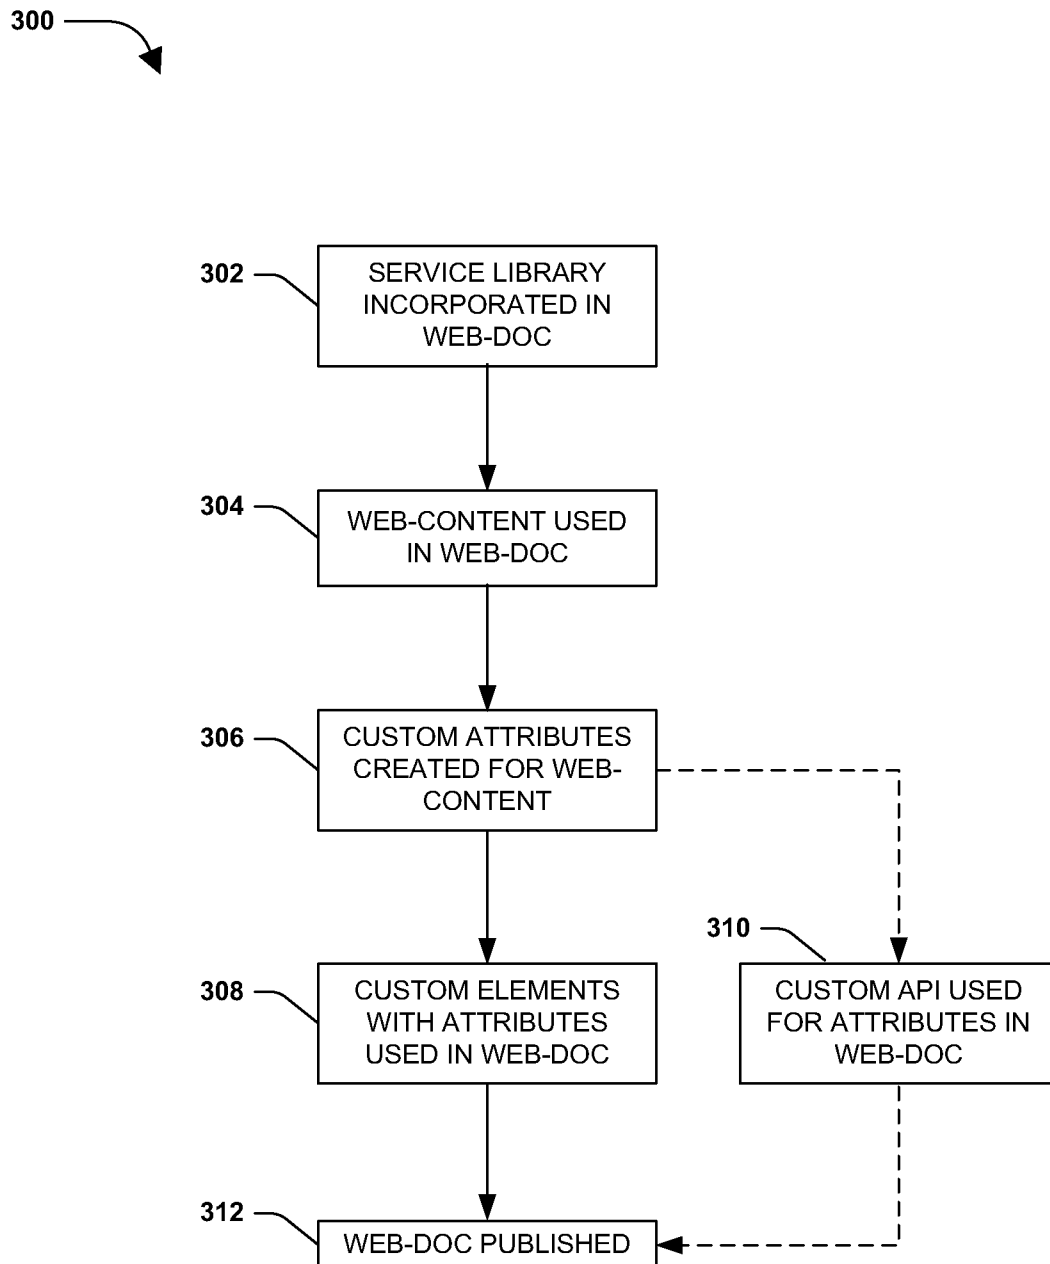 300
302
SERVICE LIBRARY
INCORPORATED IN
WEB-DOC
304
WEB-CONTENT USED
IN WEB-DOC
306
CUSTOM ATTRIBUTES
CREATED FOR WEB-
CONTENT
310
308
CUSTOM ELEMENTS
WITH ATTRIBUTES
USED IN WEB-DOC
CUSTOM API USED
FOR ATTRIBUTES IN
WEB-DOC
312
WEB-DOC PUBLISHED